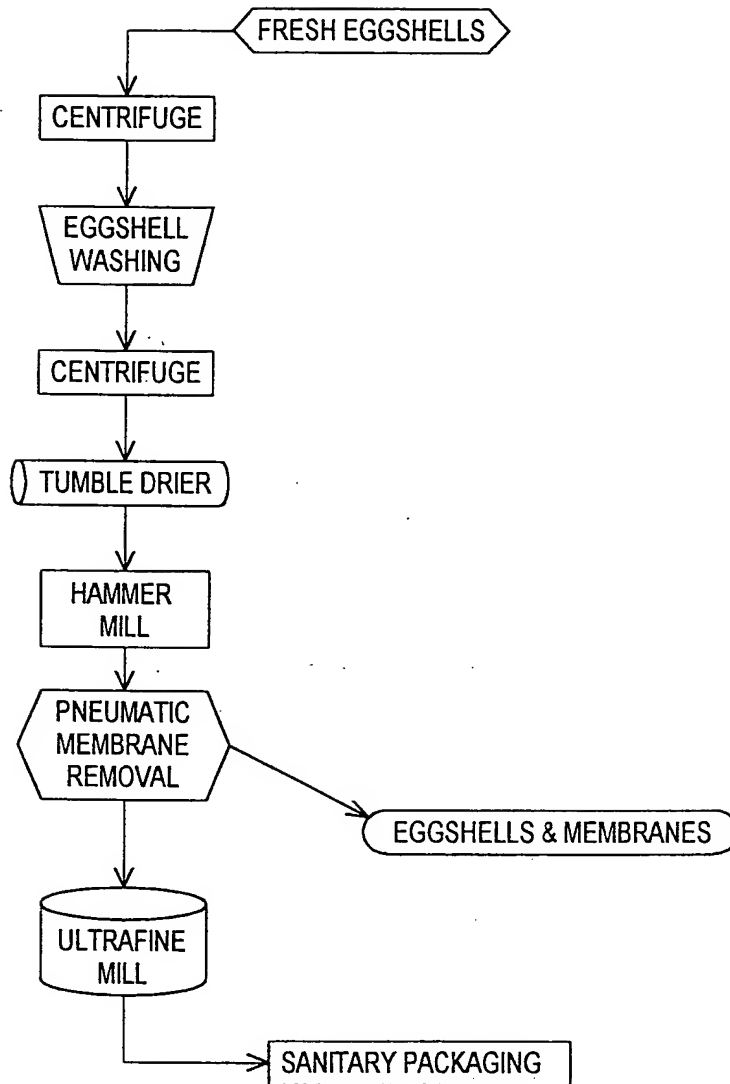 FRESH EGGSHELLS
CENTRIFUGE
EGGSHELL
WASHING
CENTRIFUGE
TUMBLE DRIER
HAMMER
MILL
PNEUMATIC
MEMBRANE
REMOVAL
EGGSHELLS & MEMBRANES
ULTRAFINE
MILL
SANITARY PACKAGING